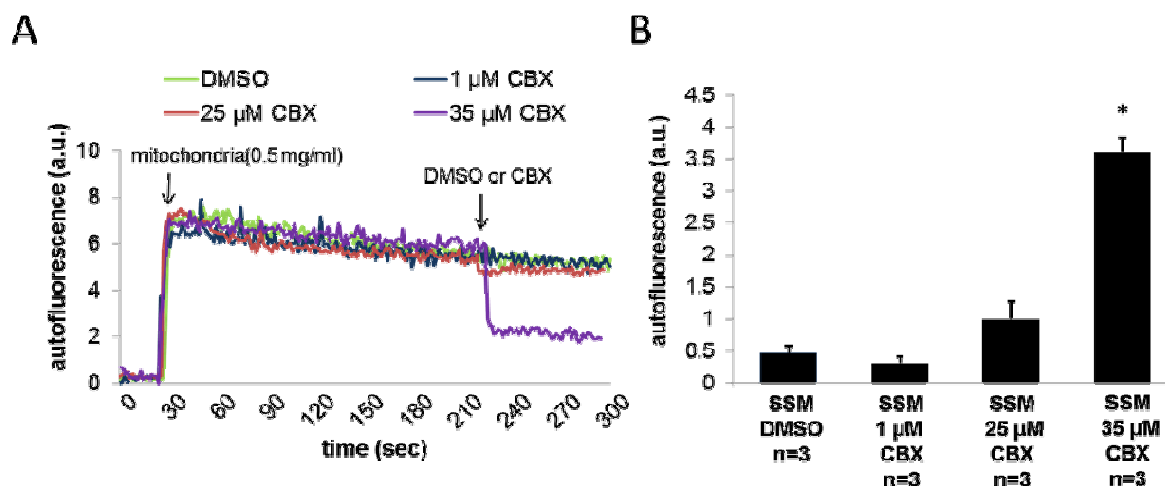 A
DMSO
1 µM CBX
25 µM CBX
35 µM CBX
autofluorescence (a.u.)
10
8
6
4
2
0
mitochondria(0.5 mg/ml)
DMSO or CBX
0
30
60
90
120
150
180
210
240
270
300
time (sec)
B
autofluorescence (a.u.)
4.5
4
3.5
3
2.5
2
1.5
1
0.5
0
*
SSM
DMSO
n=3
SSM
1 µM
CBX
n=3
SSM
25 µM
CBX
n=3
SSM
35 µM
CBX
n=3